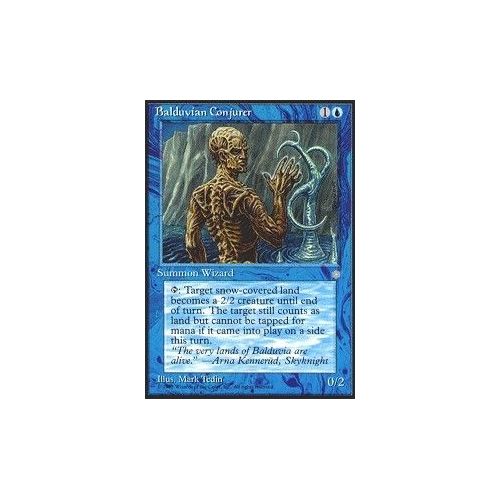 Balduvian Conjurer 1
Summon Wizard
: Target snow-covered land
becomes a 2/2 creature until end
of turn. The target still counts as
land but cannot be tapped for
mana if it came into play on a side
this turn.
"The very lands of Balduvia are
alive." —Arna Kennerüd, Skyknight
Illus. Mark Tedin
0/2